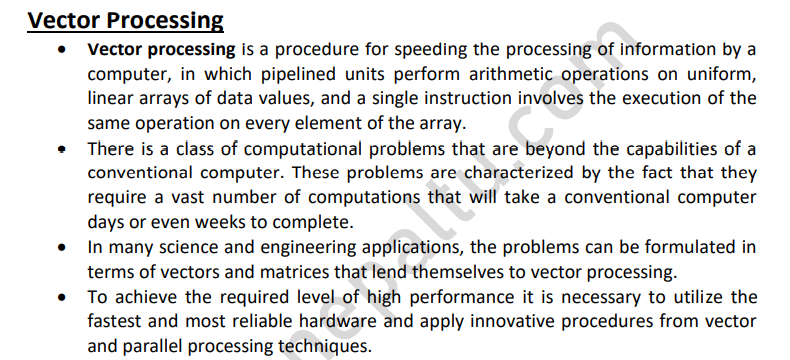 Vector Processing
• Vector processing is a procedure for speeding the processing of information by a
computer, in which pipelined units perform arithmetic operations on uniform,
linear arrays of data values, and a single instruction involves the execution of the
same operation on every element of the array.
• There is a class of computational problems that are beyond the capabilities of a
conventional computer. These problems are characterized by the fact that they
require a vast number of computations that will take a conventional computer
days or even weeks to complete.
• In many science and engineering applications, the problems can be formulated in
terms of vectors and matrices that lend themselves to vector processing.
• To achieve the required level of high performance it is necessary to utilize the
fastest and most reliable hardware and apply innovative procedures from vector
and parallel processing techniques.
nepaltu.com